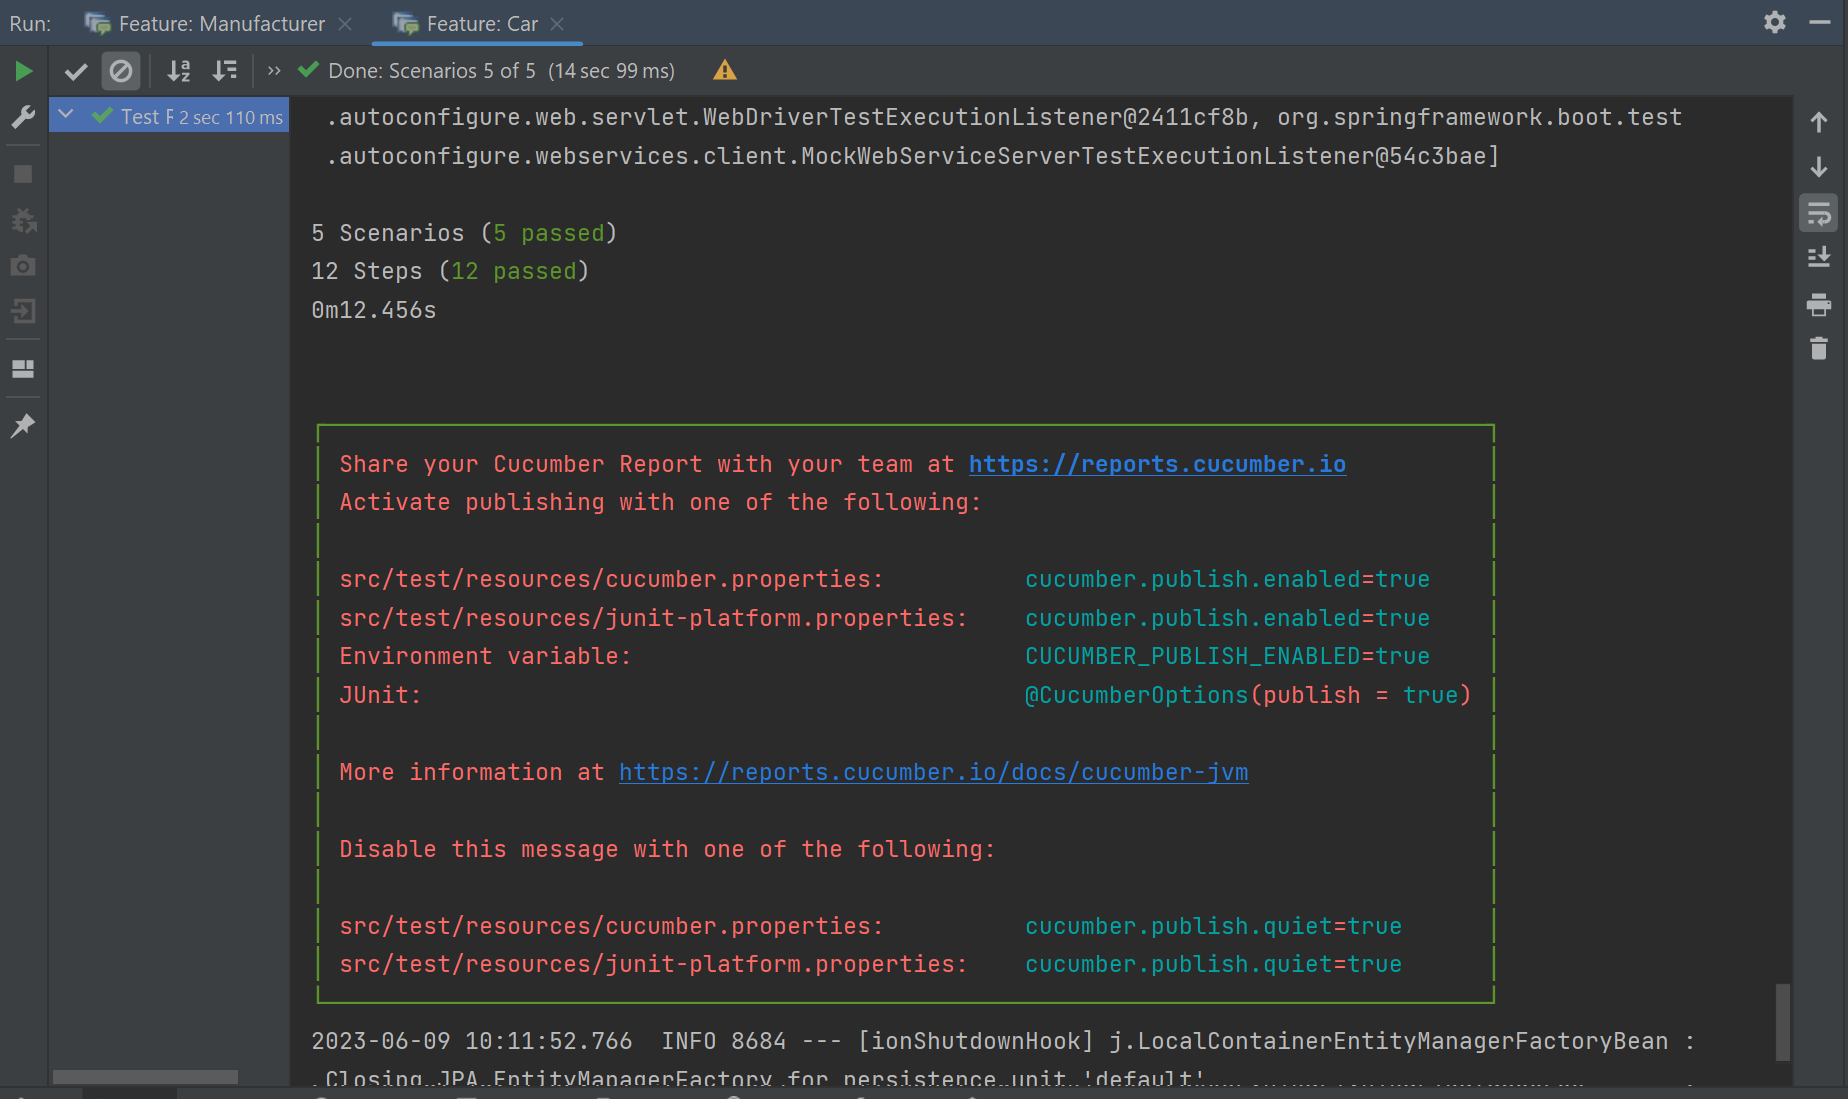 Run: Feature: Manufacturer Feature: Car
Done: Scenarios 5 of 5 (14 sec 99 ms)
Test F 2 sec 110 ms
.autoconfigure.web.servlet.WebDriverTestExecutionListener@2411cf8b, org.springframework.boot.test
.autoconfigure.webservices.client.MockWebServiceServerTestExecutionListener@54c3bae]
5 Scenarios (5 passed)
12 Steps (12 passed)
0m12.456s
Share your Cucumber Report with your team at https://reports.cucumber.io
Activate publishing with one of the following:
src/test/resources/cucumber.properties: cucumber.publish.enabled=true
src/test/resources/junit-platform.properties: cucumber.publish.enabled=true
Environment variable: CUCUMBER_PUBLISH_ENABLED=true
JUnit: @CucumberOptions(publish = true)
More information at https://reports.cucumber.io/docs/cucumber-jvm
Disable this message with one of the following:
src/test/resources/cucumber.properties: cucumber.publish.quiet=true
src/test/resources/junit-platform.properties: cucumber.publish.quiet=true
2023-06-09 10:11:52.766 INFO 8684 --- [ionShutdownHook] j.LocalContainerEntityManagerFactoryBean :
Closing JPA EntityManagerFactory for persistence unit 'default'